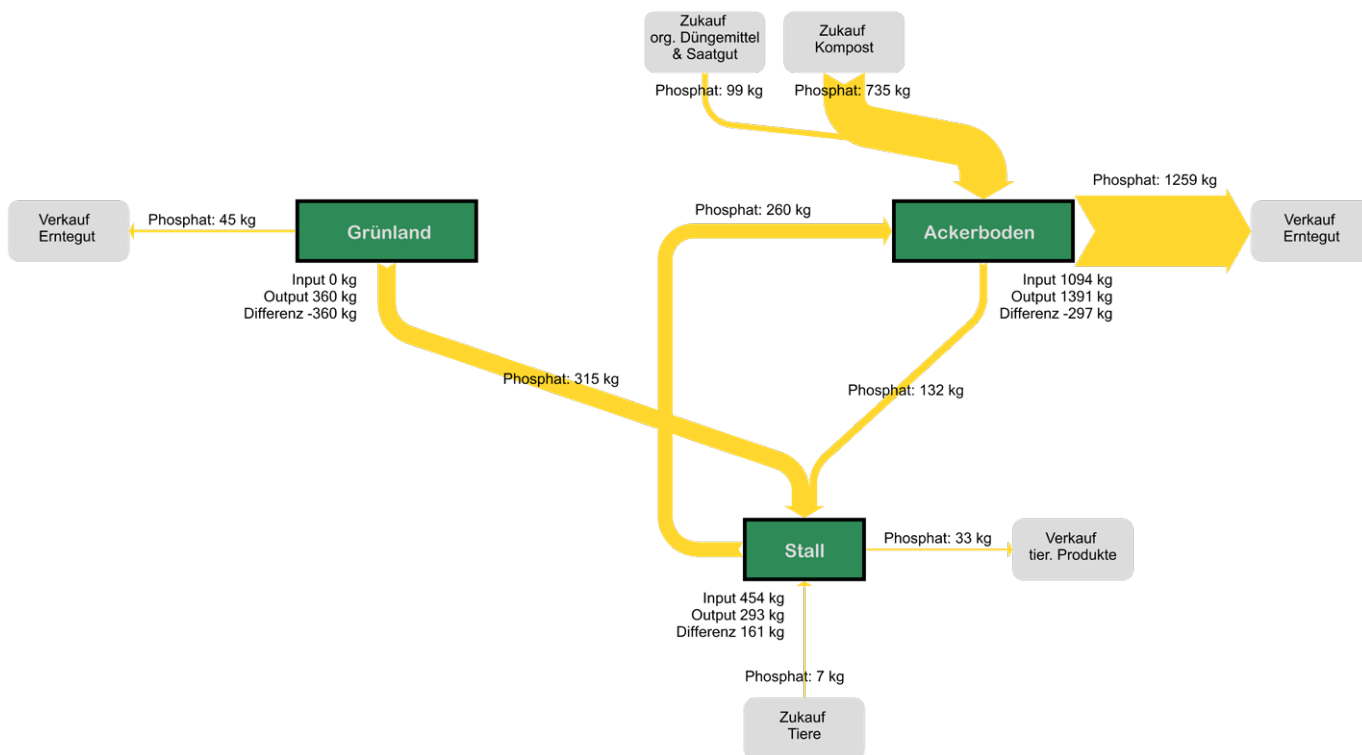 Zukauf
org. Düngemittel
& Saatgut
Zukauf
Kompost
Phosphat: 99 kg
Phosphat: 735 kg
Verkauf
Erntegut
Phosphat: 45 kg
Grünland
Phosphat: 260 kg
Ackerboden
Phosphat: 1259 kg
Verkauf
Erntegut
Input 0 kg
Output 360 kg
Differenz -360 kg
Input 1094 kg
Output 1391 kg
Differenz -297 kg
Phosphat: 315 kg
Phosphat: 132 kg
Stall
Phosphat: 33 kg
Verkauf
tier. Produkte
Input 454 kg
Output 293 kg
Differenz 161 kg
Phosphat: 7 kg
Zukauf
Tiere